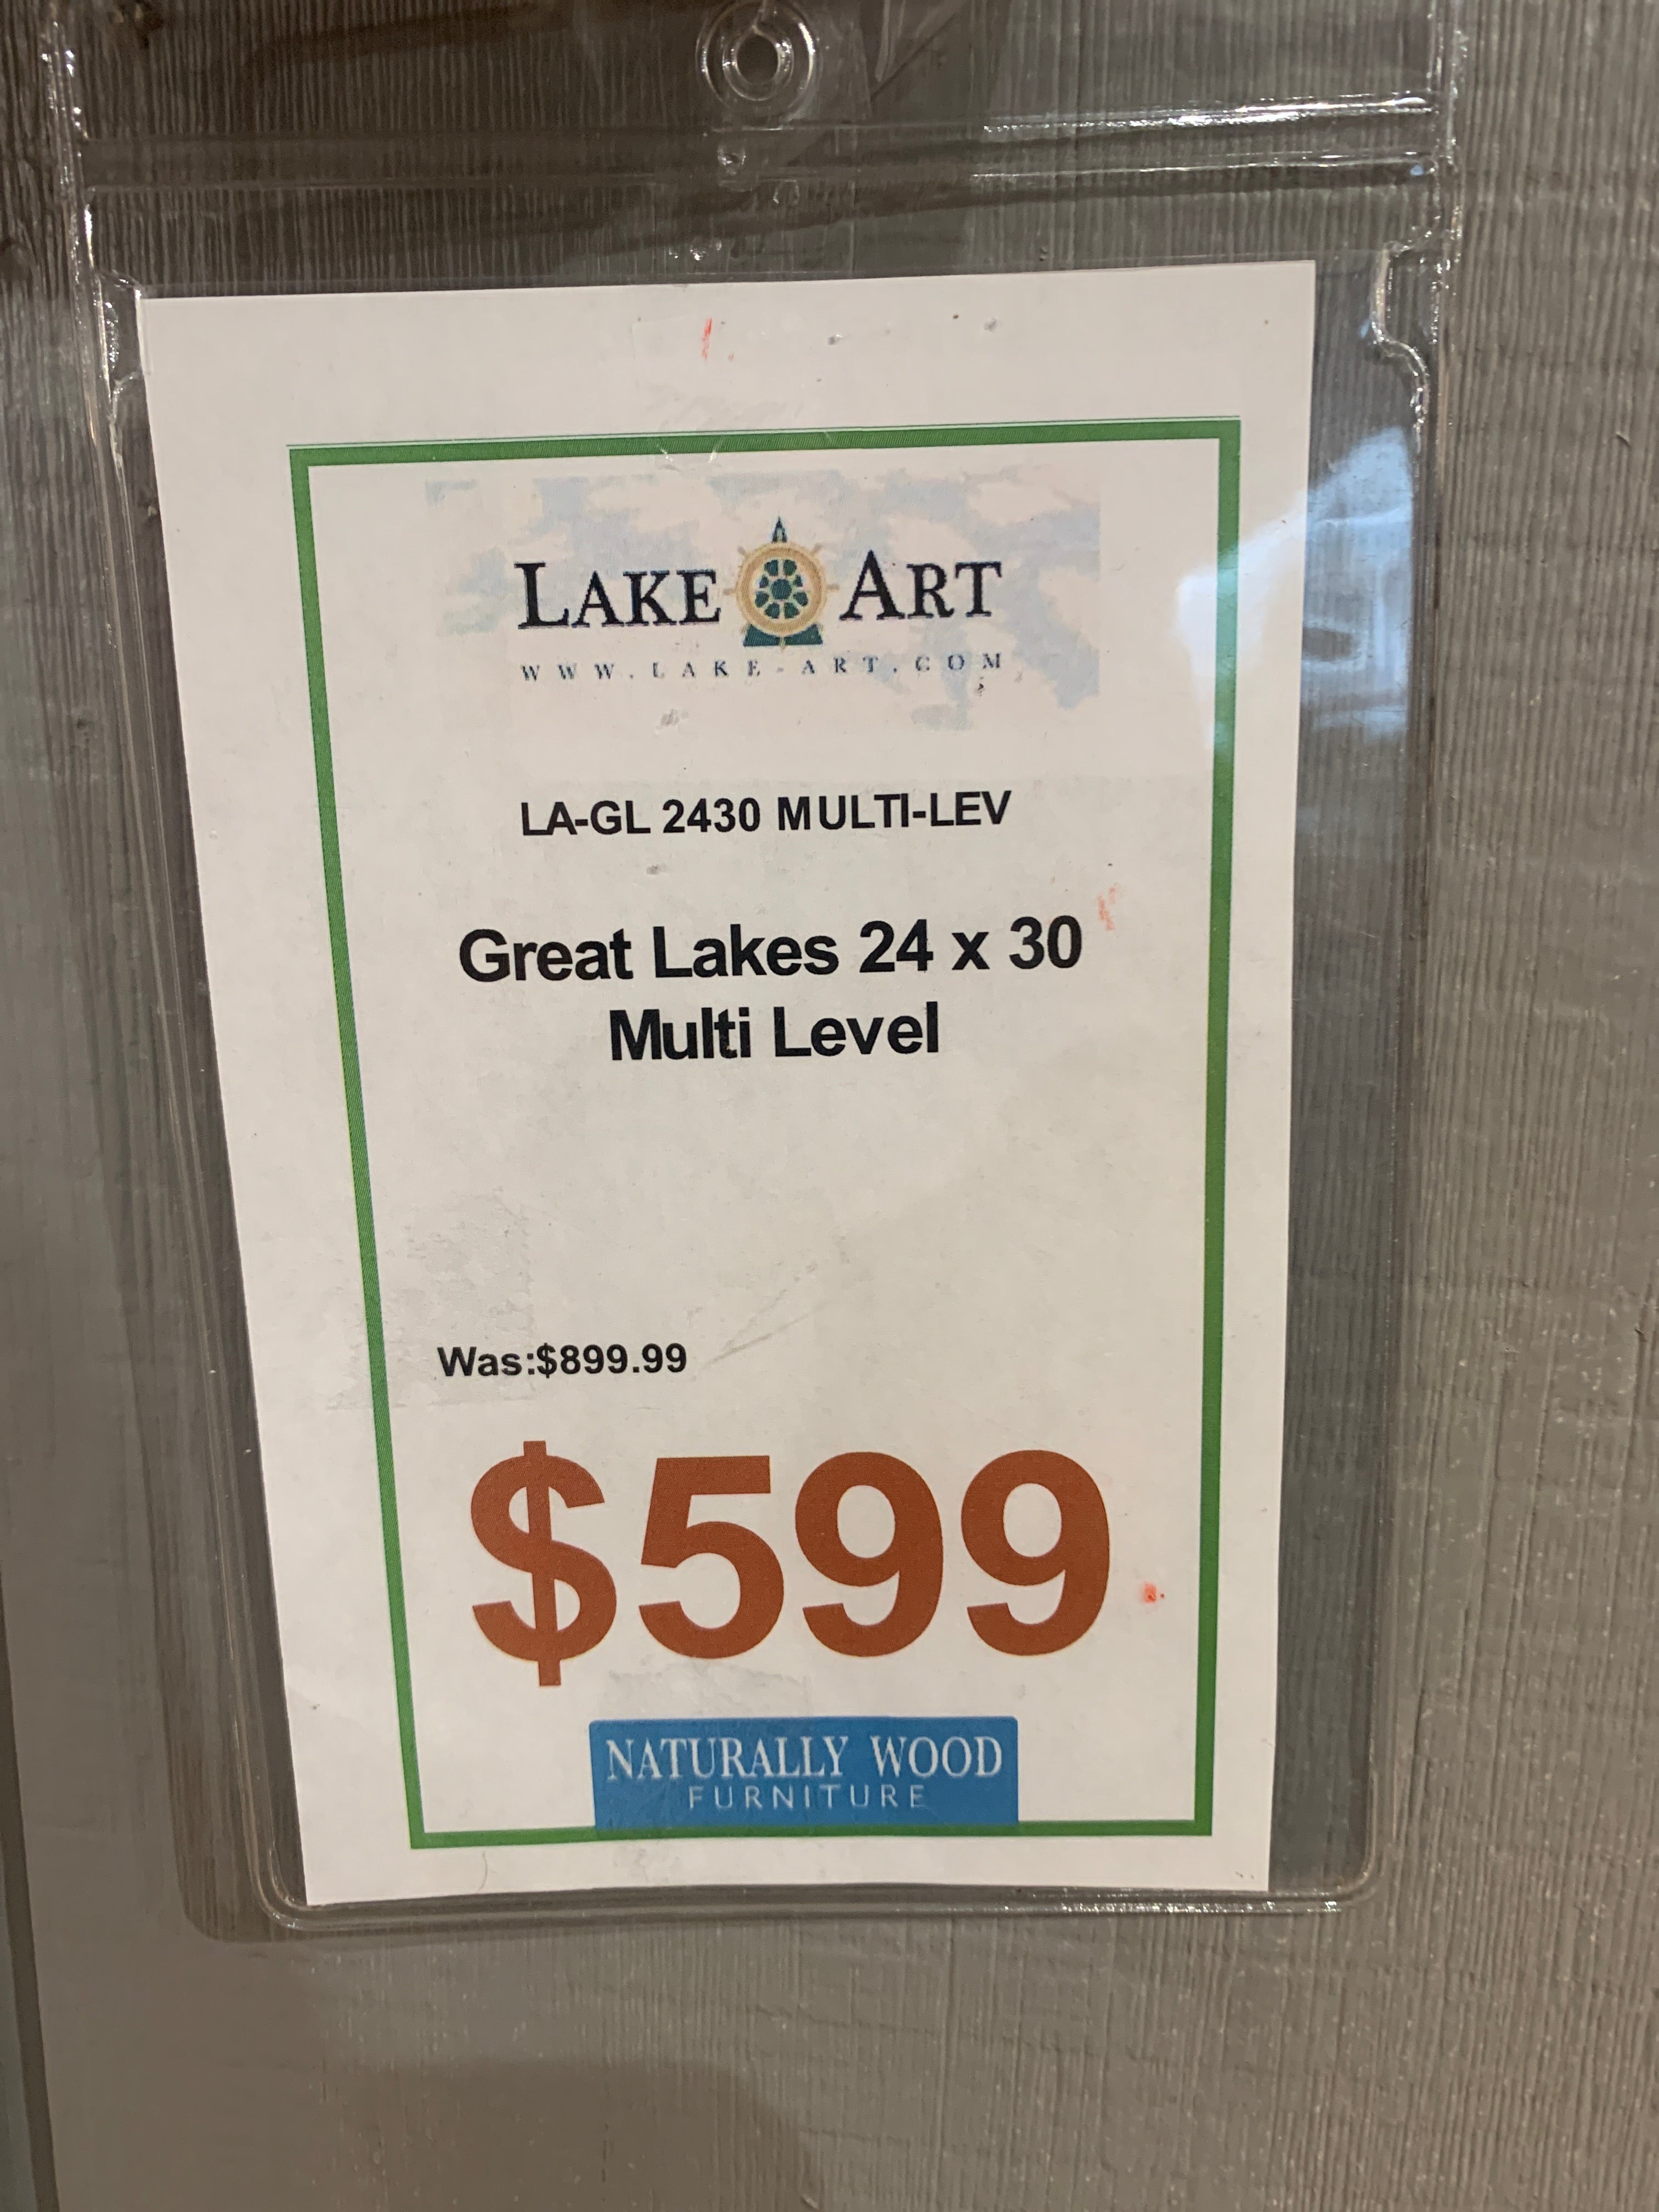 LAKE ART
WWW.LAKE-ART.COM
LA-GL 2430 MULTI-LEV
Great Lakes 24 x 30
Multi Level
Was:$899.99
$599
NATURALLY WOOD
FURNITURE